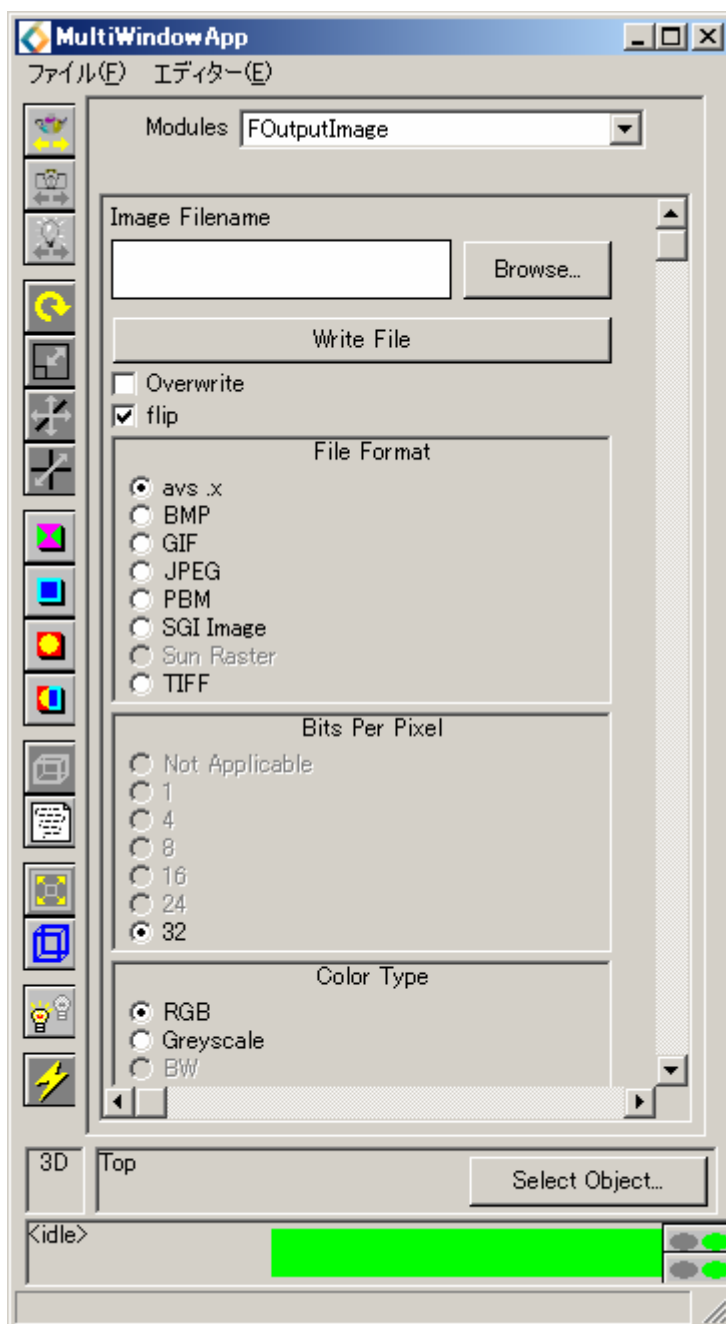 MultiWindowApp
ファイル(F) エディター(E)
Modules FOutputImage
Image Filename
Browse...
Write File
Overwrite
flip
File Format
avs .x
BMP
GIF
JPEG
PBM
SGI Image
Sun Raster
TIFF
Bits Per Pixel
Not Applicable
1
4
8
16
24
32
Color Type
RGB
Greyscale
BW
3D Top Select Object...
<idle>